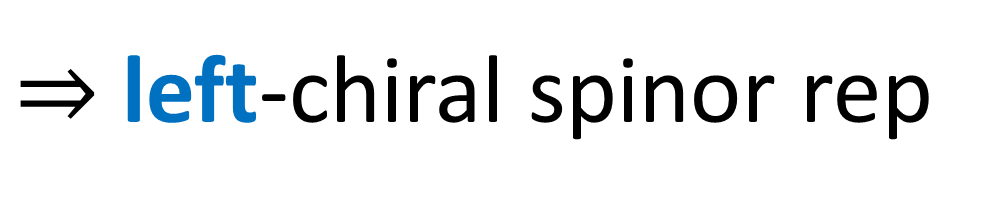 ⇒ left-chiral spinor rep